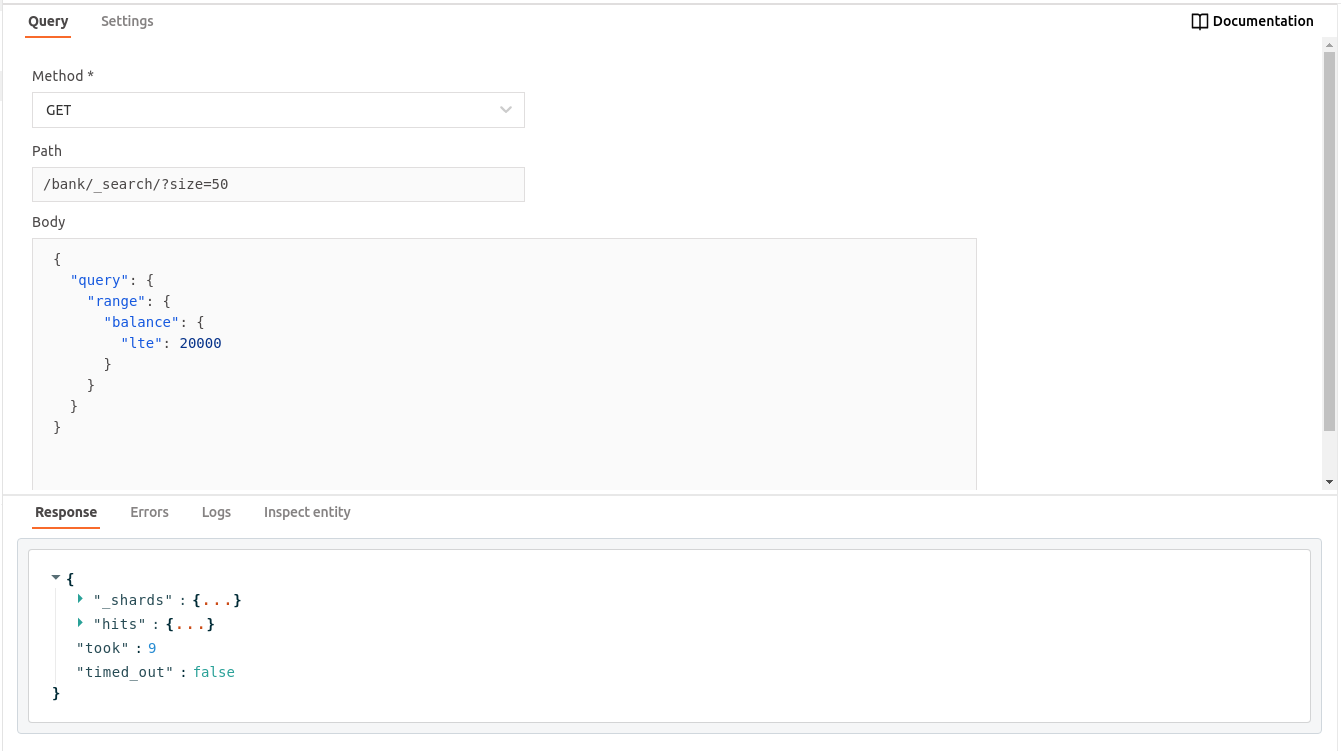 Query Settings Documentation
Method *
GET
Path
/bank/_search/?size=50
Body
{
  "query": {
    "range": {
      "balance": {
        "lte": 20000
      }
    }
  }
}
Response Errors Logs Inspect entity
{
"_shards" : {...}
"hits" : {...}
"took" : 9
"timed_out" : false
}